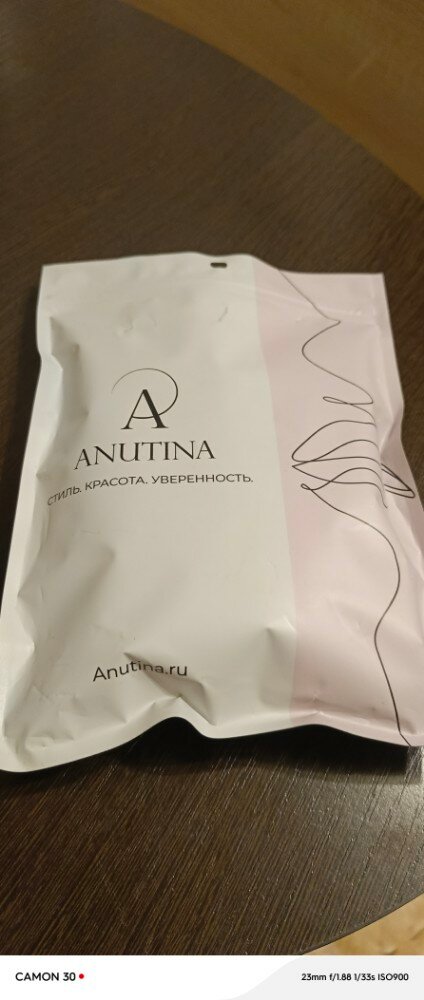 A
ANUTINA
СТИЛЬ. КРАСОТА. УВЕРЕННОСТЬ.
Anutina.ru
CAMON 30
23mm f/1.88 1/33s ISO900